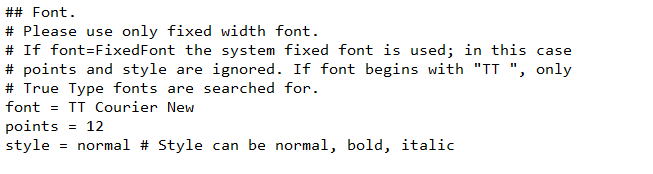 ## Font.
# Please use only fixed width font.
# If font=FixedFont the system fixed font is used; in this case
# points and style are ignored. If font begins with "TT ", only
# True Type fonts are searched for.
font = TT Courier New
points = 12
style = normal # Style can be normal, bold, italic